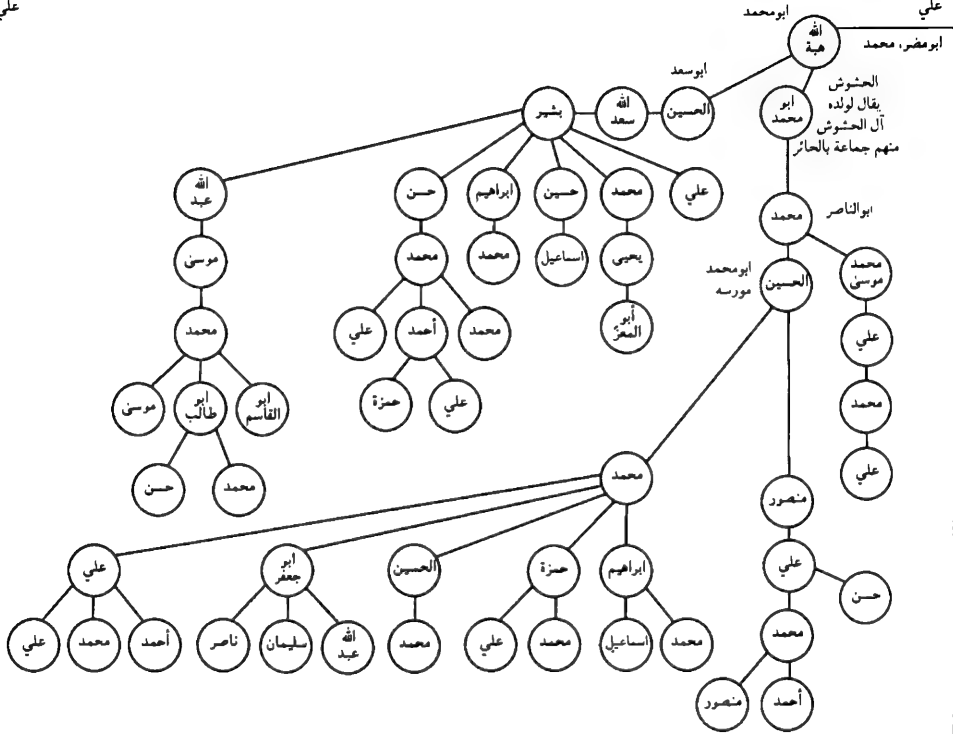 علي
علي
ابومحمد
ابومضر، محمد
الله
هبة
ابوسعد
الحشوش
يقال لولده
آل الحشوش
منهم جماعة بالحائر
ابو
محمد
الحسين
الله
سعد
بشير
علي
محمد
حسين
ابراهيم
حسن
الله
عبد
ابوالناصر
محمد
يحيى
اسماعيل
محمد
محمد
موسىٰ
محمد
موسىٰ
ابومحمد
مورسه
الحسين
أبو
المعزّ
محمد
أحمد
علي
محمد
علي
محمد
علي
علي
حمزة
ابو
القاسم
ابو
طالب
موسىٰ
محمد
حسن
محمد
منصور
علي
حسن
ابراهيم
حمزة
الحسين
ابو
جعفر
علي
محمد
محمد
اسماعيل
محمد
علي
محمد
الله
عبد
سليمان
ناصر
أحمد
محمد
علي
أحمد
منصور